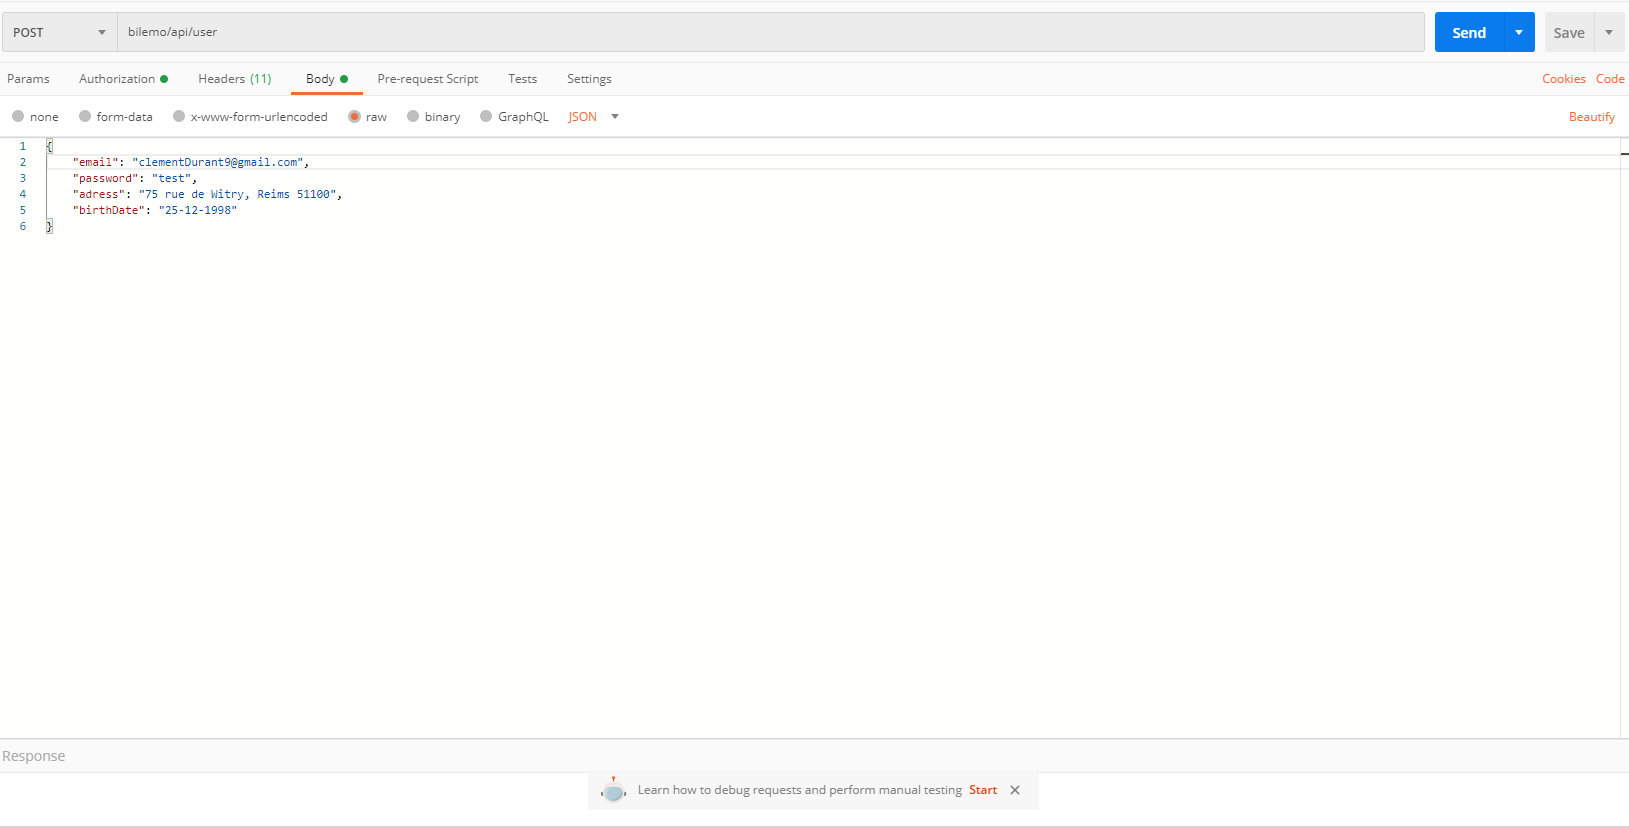 POST bilemo/api/user Send Save
Params Authorization Headers (11) Body Pre-request Script Tests Settings Cookies Code
none form-data x-www-form-urlencoded raw binary GraphQL JSON Beautify
1 {
2 "email": "clementDurant9@gmail.com",
3 "password": "test",
4 "adress": "75 rue de Witry, Reims 51100",
5 "birthDate": "25-12-1998"
6 }
Response
Learn how to debug requests and perform manual testing Start